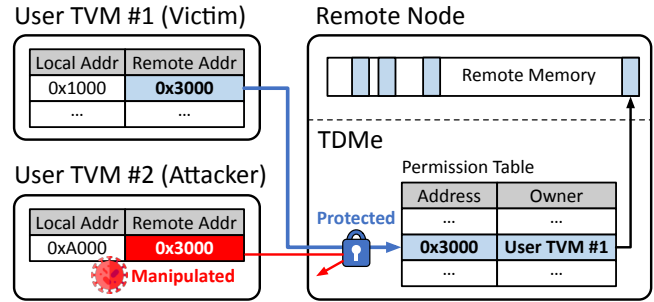 User TVM #1 (Victim)
Local Addr Remote Addr
0x1000 0x3000
... ...
User TVM #2 (Attacker)
Local Addr Remote Addr
0xA000 0x3000
Manipulated
Remote Node
Remote Memory
TDMe
Permission Table
Address Owner
... ...
Protected
0x3000 User TVM #1
... ...